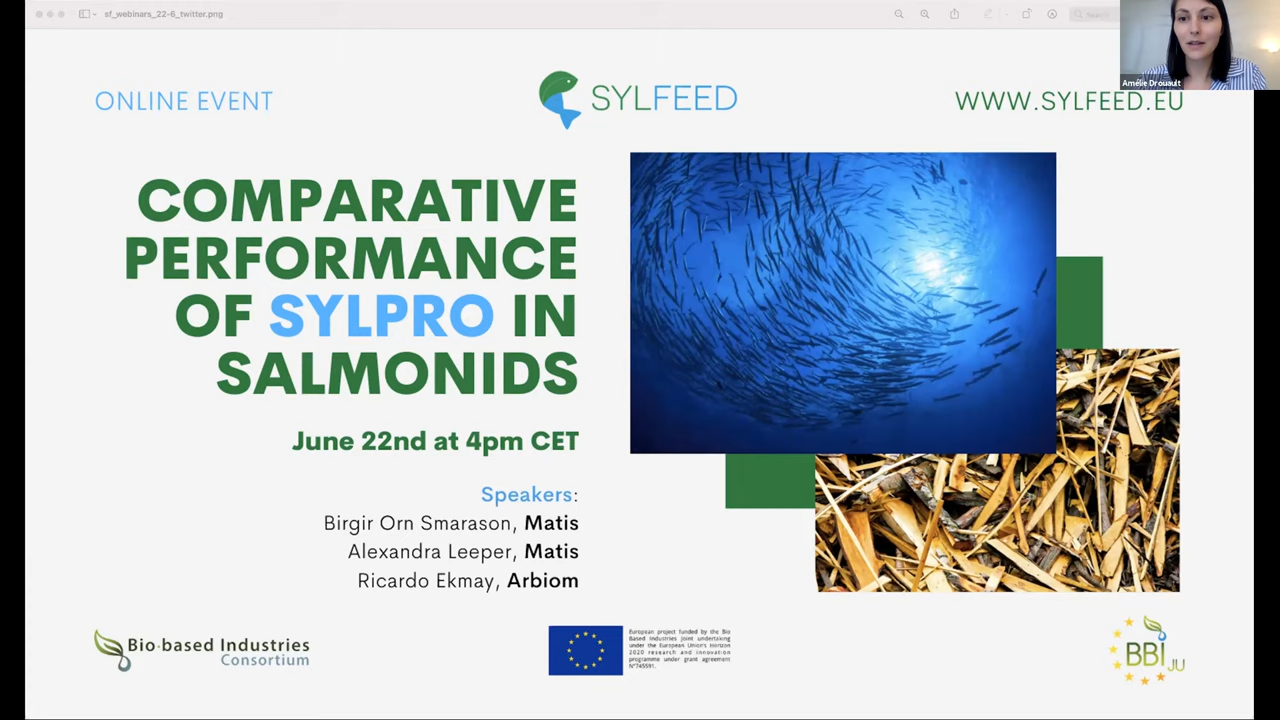 sf_webinars_22-6_twitter.png
Search
Amélie Drouault
ONLINE EVENT
SYLFEED
WWW.SYLFEED.EU
COMPARATIVE
PERFORMANCE
OF SYLPRO IN
SALMONIDS
June 22nd at 4pm CET
Speakers:
Birgir Orn Smarason, Matis
Alexandra Leeper, Matis
Ricardo Ekmay, Arbiom
Bio-based Industries
Consortium
European project funded by the Bio
Based Industries Joint undertaking
under the European Union's Horizon
2020 research and innovation
programme under grant agreement
N°745591.
BBI JU